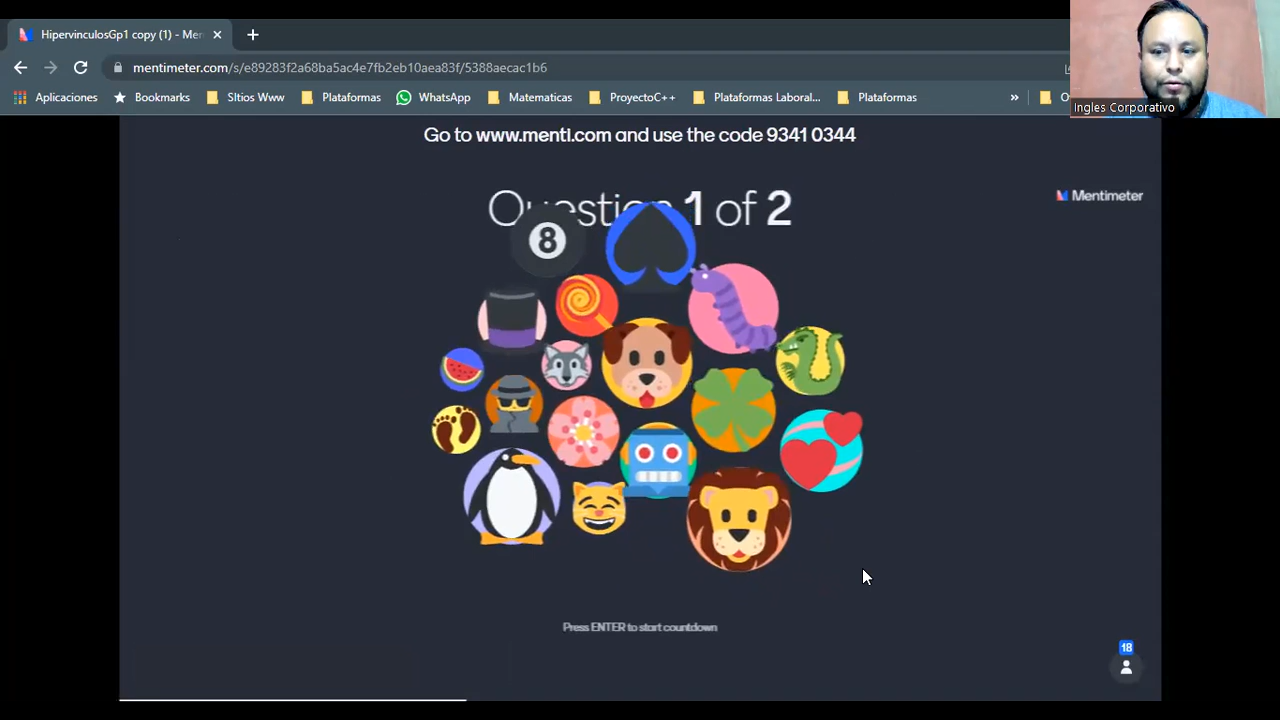 HipervinculosGp1 copy (1) - Men
mentimeter.com/s/e89283f2a68ba5ac4e7fb2eb10aea83f/5388aecac1b6
Aplicaciones
Bookmarks
SItios Www
Plataformas
WhatsApp
Matematicas
ProyectoC++
Plataformas Laboral...
Plataformas
»
Ingles Corporativo
Go to www.menti.com and use the code 9341 0344
Question 1 of 2
Mentimeter
8
Press ENTER to start countdown
18